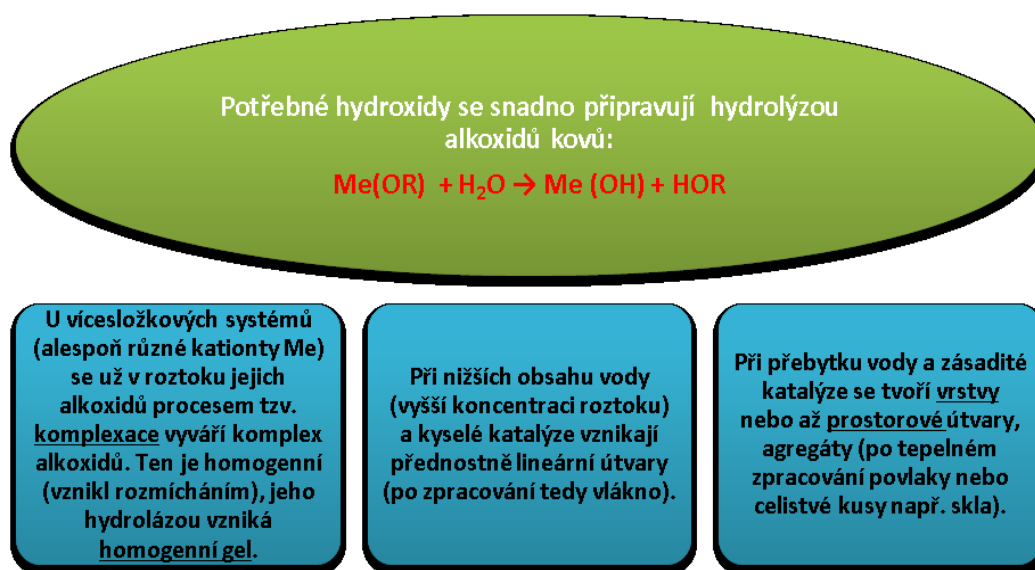 Potřebné hydroxidy se snadno připravují hydrolýzou
alkoxidů kovů:
Me(OR) + H₂O → Me (OH) + HOR
U vícesložkových systémů
(alespoň různé kationty Me)
se už v roztoku jejich
alkoxidů procesem tzv.
komplexace vyváří komplex
alkoxidů. Ten je homogenní
(vznikl rozmícháním), jeho
hydrolázou vzniká
homogenní gel.
Při nižších obsahu vody
(vyšší koncentraci roztoku)
a kyselé katalýze vznikají
přednostně lineární útvary
(po zpracování tedy vlákno).
Při přebytku vody a zásadité
katalýze se tvoří vrstvy
nebo až prostorové útvary,
agregáty (po tepelném
zpracování povlaky nebo
celistvé kusy např. skla).